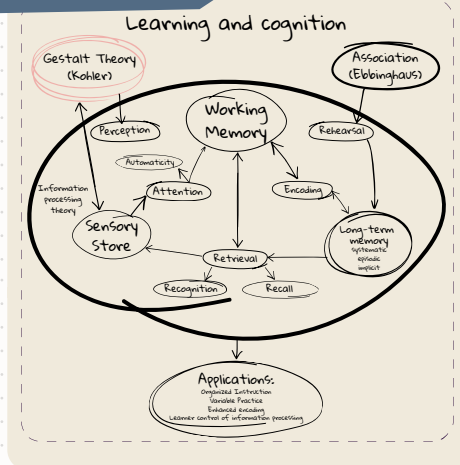 Learning and cognition
Gestalt Theory
(Kohler)
Association
(Ebbinghaus)
Working
Memory
Perception
Rehearsal
Automaticity
Attention
Encoding
Information
processing
theory
Sensory
Store
Long-term
memory
systematic
episodic
implicit
Retrieval
Recognition
Recall
Applications:
Organized Instruction
Variable Practice
Enhanced encoding
Learner control of information processing